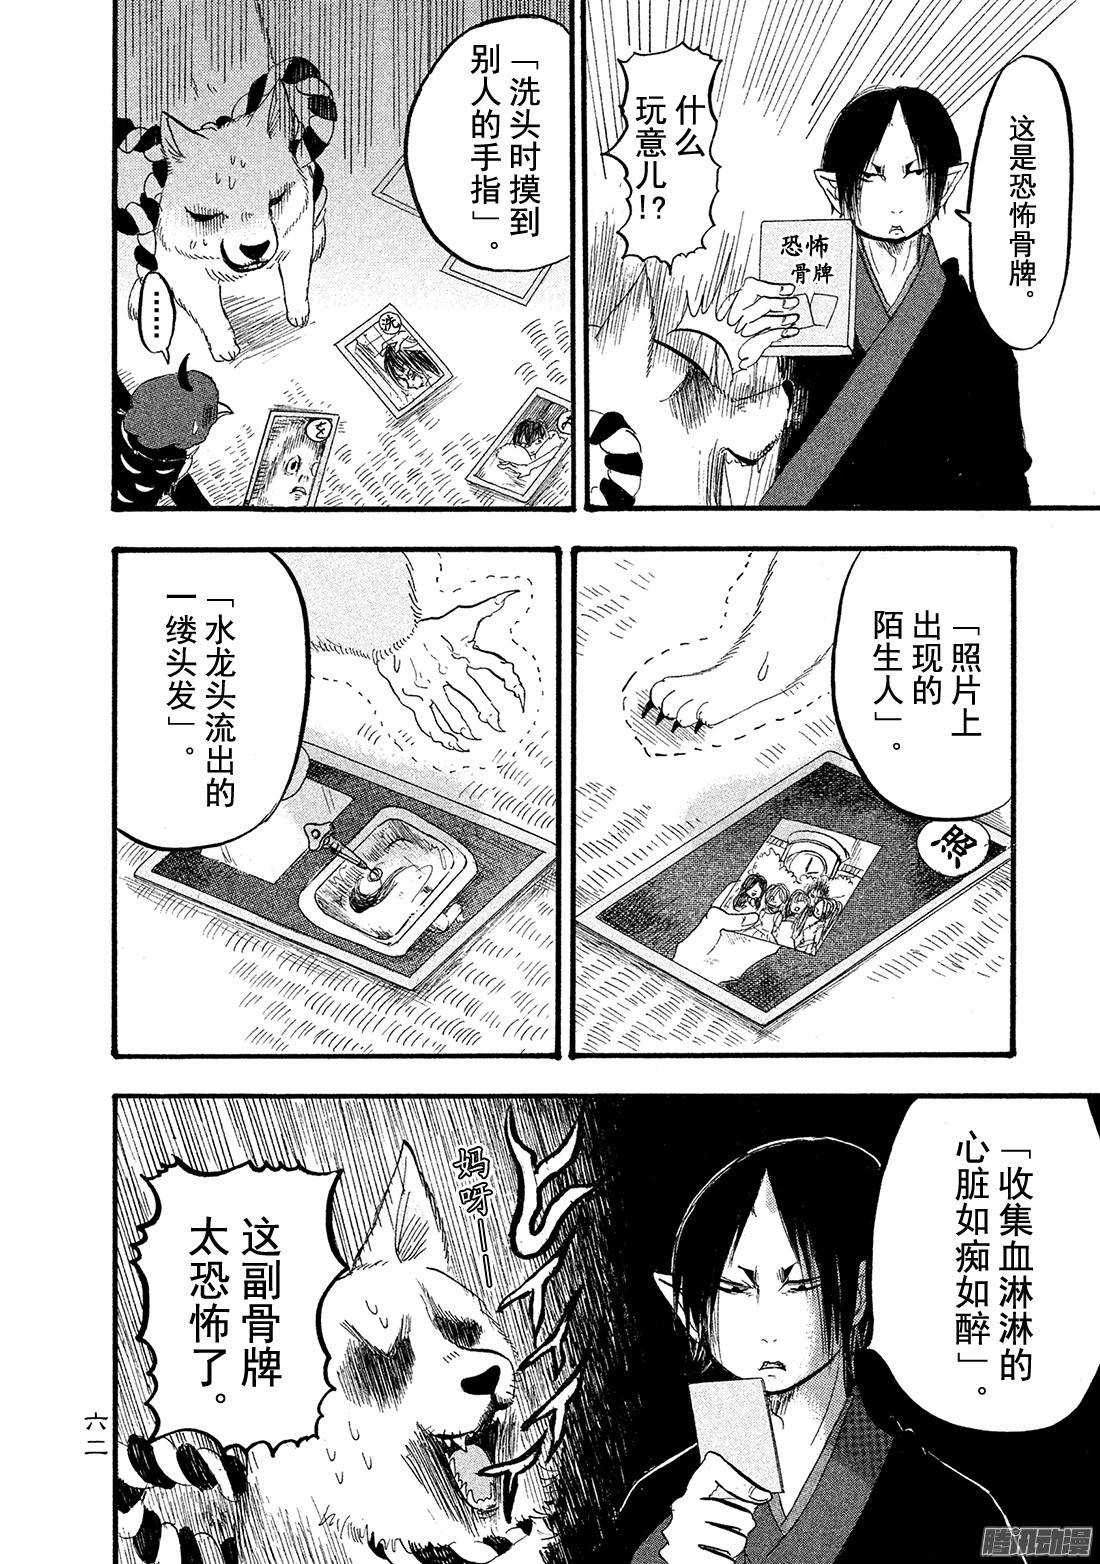 这是恐怖骨牌。
恐怖
骨牌
什么
玩意儿!?
「洗头时摸到
别人的手指」。
……
洗
「照片上
出现的
陌生人」。
照
「水龙头流出的
一缕头发」。
「收集血淋淋的
心脏如痴如醉」。
妈呀——
这副骨牌
太恐怖了。
六二
腾讯动漫